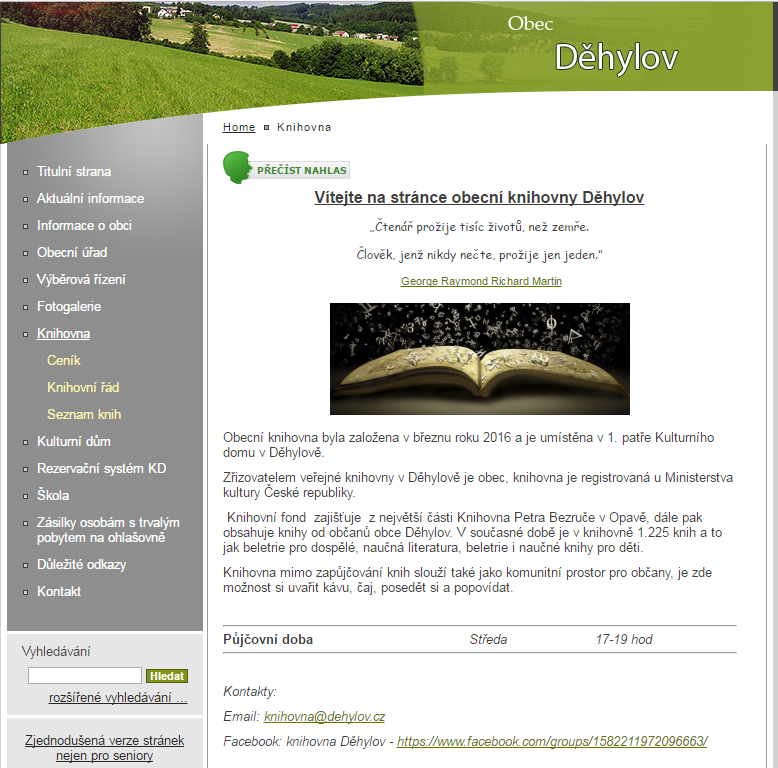 Obec
Děhylov
Home Knihovna
PŘEČÍST NAHLAS
Titulní strana
Aktuální informace
Informace o obci
Obecní úřad
Výběrová řízení
Fotogalerie
Knihovna
Ceník
Knihovní řád
Seznam knih
Kulturní dům
Rezervační systém KD
Škola
Zásilky osobám s trvalým
pobytem na ohlašovně
Důležité odkazy
Kontakt
Vyhledávání
Hledat
rozšířené vyhledávání ...
Zjednodušená verze stránek
nejen pro seniory
Vítejte na stránce obecní knihovny Děhylov
„Čtenář prožije tisíc životů, než zemře.
Člověk, jenž nikdy nečte, prožije jen jeden.“
George Raymond Richard Martin
Obecní knihovna byla založena v březnu roku 2016 a je umístěna v 1. patře Kulturního
domu v Děhylově.
Zřizovatelem veřejné knihovny v Děhylově je obec, knihovna je registrovaná u Ministerstva
kultury České republiky.
Knihovní fond zajišťuje z největší části Knihovna Petra Bezruče v Opavě, dále pak
obsahuje knihy od občanů obce Děhylov. V současné době je v knihovně 1.225 knih a to
jak beletrie pro dospělé, naučná literatura, beletrie i naučné knihy pro děti.
Knihovna mimo zapůjčování knih slouží také jako komunitní prostor pro občany, je zde
možnost si uvařit kávu, čaj, posedět si a popovídat.
Půjčovní doba Středa 17-19 hod
Kontakty:
Email: knihovna@dehylov.cz
Facebook: knihovna Děhylov - https://www.facebook.com/groups/1582211972096663/